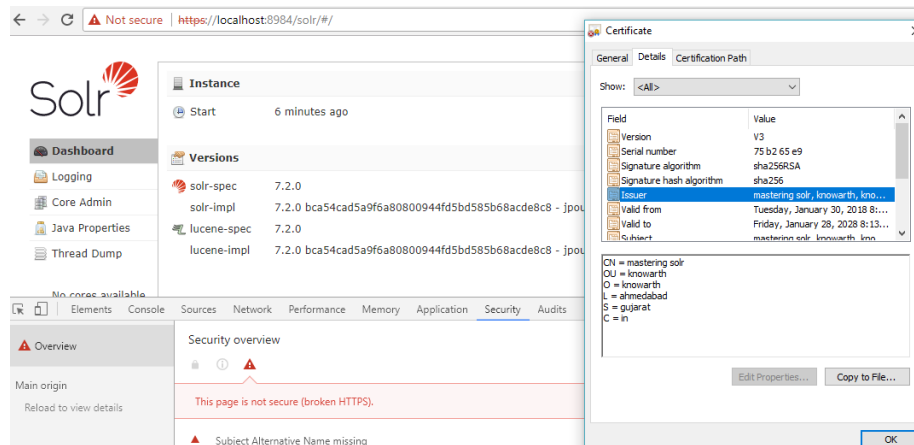 Not secure | https://localhost:8984/solr/#/
Solr
Dashboard
Logging
Core Admin
Java Properties
Thread Dump
No cores available
Instance
Start 6 minutes ago
Versions
solr-spec 7.2.0
solr-impl 7.2.0 bca54cad5a9f6a80800944fd5bd585b68acde8c8 - jpou
lucene-spec 7.2.0
lucene-impl 7.2.0 bca54cad5a9f6a80800944fd5bd585b68acde8c8 - jpou
Elements Console Sources Network Performance Memory Application Security Audits
Overview
Main origin
Reload to view details
Security overview
This page is not secure (broken HTTPS).
Subject Alternative Name missing
Certificate
General Details Certification Path
Show: <All>
Field Value
Version V3
Serial number 75 b2 65 e9
Signature algorithm sha256RSA
Signature hash algorithm sha256
Issuer mastering solr, knowarth, kno...
Valid from Tuesday, January 30, 2018 8:...
Valid to Friday, January 28, 2028 8:13...
Subject mastering solr, knowarth, kno
CN = mastering solr
OU = knowarth
O = knowarth
L = ahmedabad
S = gujarat
C = in
Edit Properties... Copy to File...
OK